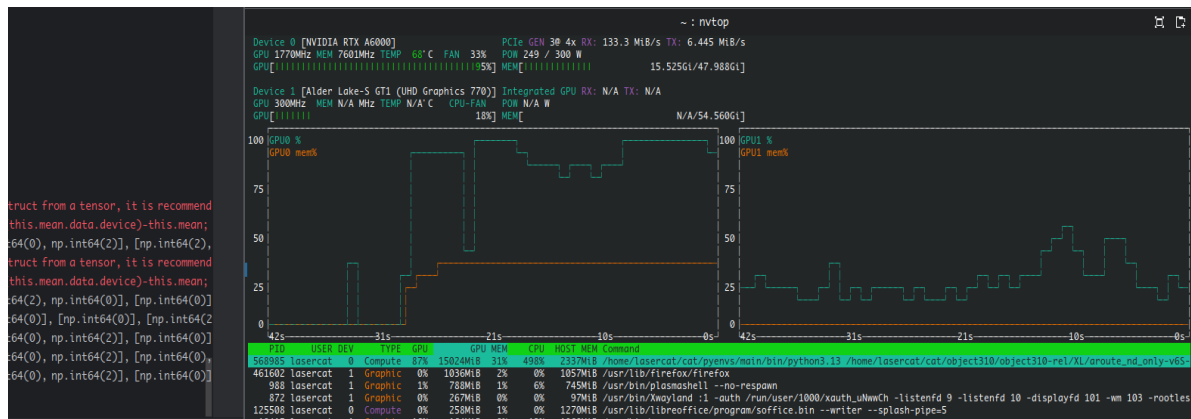 ~ : nvtop
Device 0 [NVIDIA RTX A6000] PCIe GEN 3@ 4x RX: 133.3 MiB/s TX: 6.445 MiB/s
GPU 1770MHz MEM 7601MHz TEMP 68°C FAN 33% POW 249 / 300 W
GPU[||||||||||||||||||||||||||||||||||||||95%] MEM[||||||||||||| 15.525Gi/47.988Gi]
Device 1 [Alder Lake-S GT1 (UHD Graphics 770)] Integrated GPU RX: N/A TX: N/A
GPU 300MHz MEM N/A MHz TEMP N/A°C CPU-FAN POW N/A W
GPU[||||||| 18%] MEM[ N/A/54.560Gi]
100 GPU0 % 100 GPU1 %
GPU0 mem% GPU1 mem%
75 75
truct from a tensor, it is recommend
this.mean.data.device)-this.mean;
t64(0), np.int64(2)], [np.int64(2), 50 50
truct from a tensor, it is recommend
this.mean.data.device)-this.mean;
t64(2), np.int64(0)], [np.int64(0)] 25 25
64(0)], [np.int64(0)], [np.int64(2
64(0), np.int64(2)], [np.int64(0)] 0 0
42s 31s 21s 10s 0s 42s 31s 21s 10s 0s
PID USER DEV TYPE GPU GPU MEM CPU HOST MEM Command
64(0), np.int64(2)], [np.int64(0),
568985 lasercat 0 Compute 87% 15024MiB 31% 498% 2337MiB /home/lasercat/cat/pyenvs/main/bin/python3.13 /home/lasercat/cat/object310/object310-rel/XL/aroute_nd_only-v6S-
64(0), np.int64(2)], [np.int64(0)]
461602 lasercat 1 Graphic 0% 1036MiB 2% 0% 1057MiB /usr/lib/firefox/firefox
988 lasercat 1 Graphic 1% 788MiB 1% 6% 745MiB /usr/bin/plasmashell --no-respawn
872 lasercat 1 Graphic 0% 267MiB 0% 0% 97MiB /usr/bin/Xwayland :1 -auth /run/user/1000/xauth_uNwwCh -listenfd 9 -listenfd 10 -displayfd 101 -wm 103 -rootles
125508 lasercat 0 Compute 0% 258MiB 1% 0% 1270MiB /usr/lib/libreoffice/program/soffice.bin --writer --splash-pipe=5